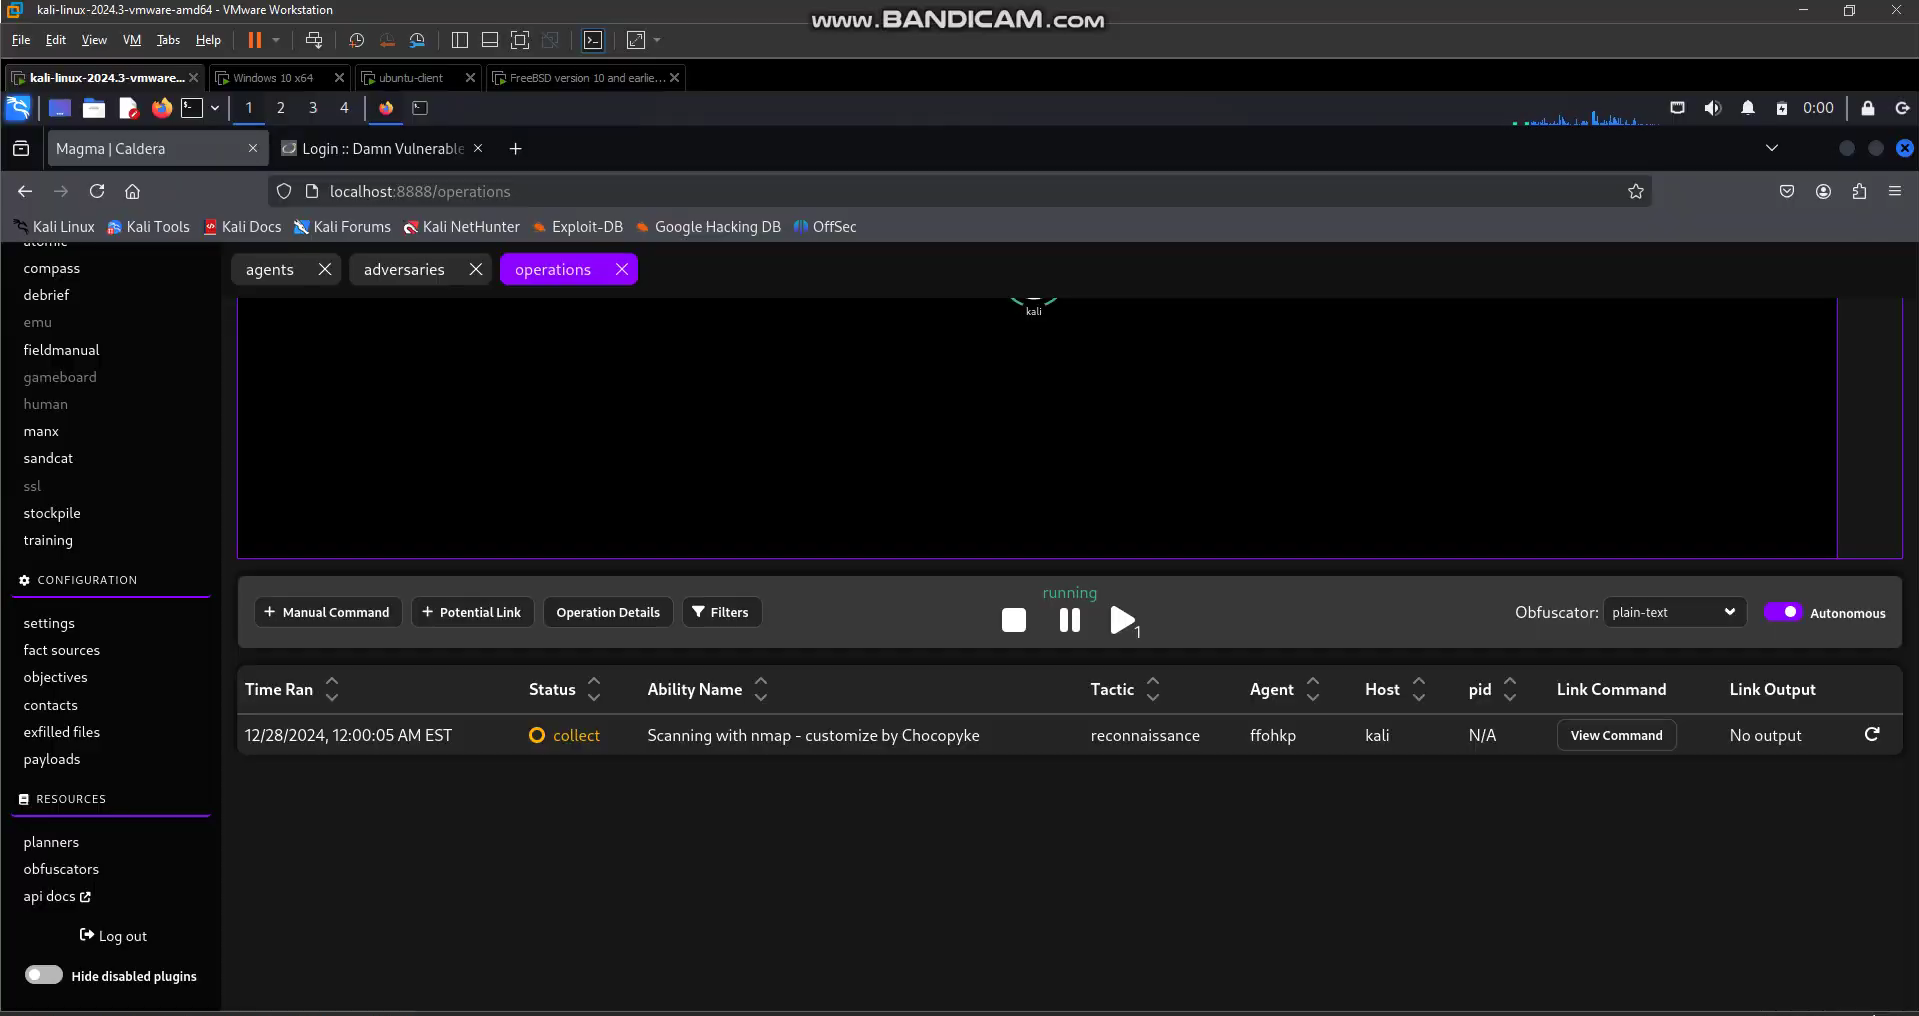 kali-linux-2024.3-vmware-amd64 - VMware Workstation
www.BANDICAM.com
File Edit View VM Tabs Help
kali-linux-2024.3-vmware... Windows 10 x64 ubuntu-client FreeBSD version 10 and earlie...
1 2 3 4 0:00
Magma | Caldera Login :: Damn Vulnerable
localhost:8888/operations
Kali Linux Kali Tools Kali Docs Kali Forums Kali NetHunter Exploit-DB Google Hacking DB OffSec
atomic
compass
debrief
emu
fieldmanual
gameboard
human
manx
sandcat
ssl
stockpile
training
CONFIGURATION
settings
fact sources
objectives
contacts
exfilled files
payloads
RESOURCES
planners
obfuscators
api docs
Log out
Hide disabled plugins
agents adversaries operations
kali
running
+ Manual Command + Potential Link Operation Details Filters 1 Obfuscator: plain-text Autonomous
Time Ran Status Ability Name Tactic Agent Host pid Link Command Link Output
12/28/2024, 12:00:05 AM EST collect Scanning with nmap - customize by Chocopyke reconnaissance ffohkp kali N/A View Command No output